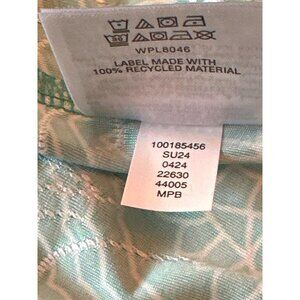 WPL8046
LABEL MADE WITH
100% RECYCLED MATERIAL
100185456
SU24
0424
22630
44005
MPB